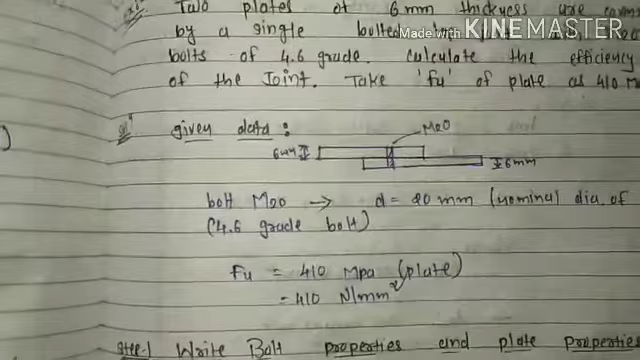 Two plates of 6mm thickness are
by a single bolted
Made with KINEMASTER
bolts of 4.6 grade. Calculate the efficiency
of the Joint. Take 'fu' of plate as 410 M
given data:
M20
6mm
6mm
bolt M20 → d = 20 mm (nominal dia. of
(4.6 grade bolt)
Fu = 410 Mpa (plate)
= 410 N/mm²
Step-1 Write Bolt properties and plate properties